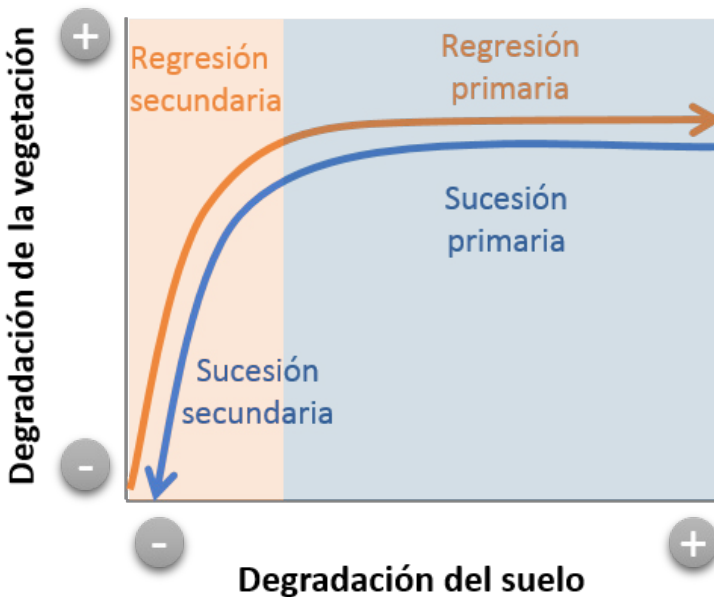 +
Degradación de la vegetación
-
Regresión
secundaria
Regresión
primaria
Sucesión
primaria
Sucesión
secundaria
-
+
Degradación del suelo